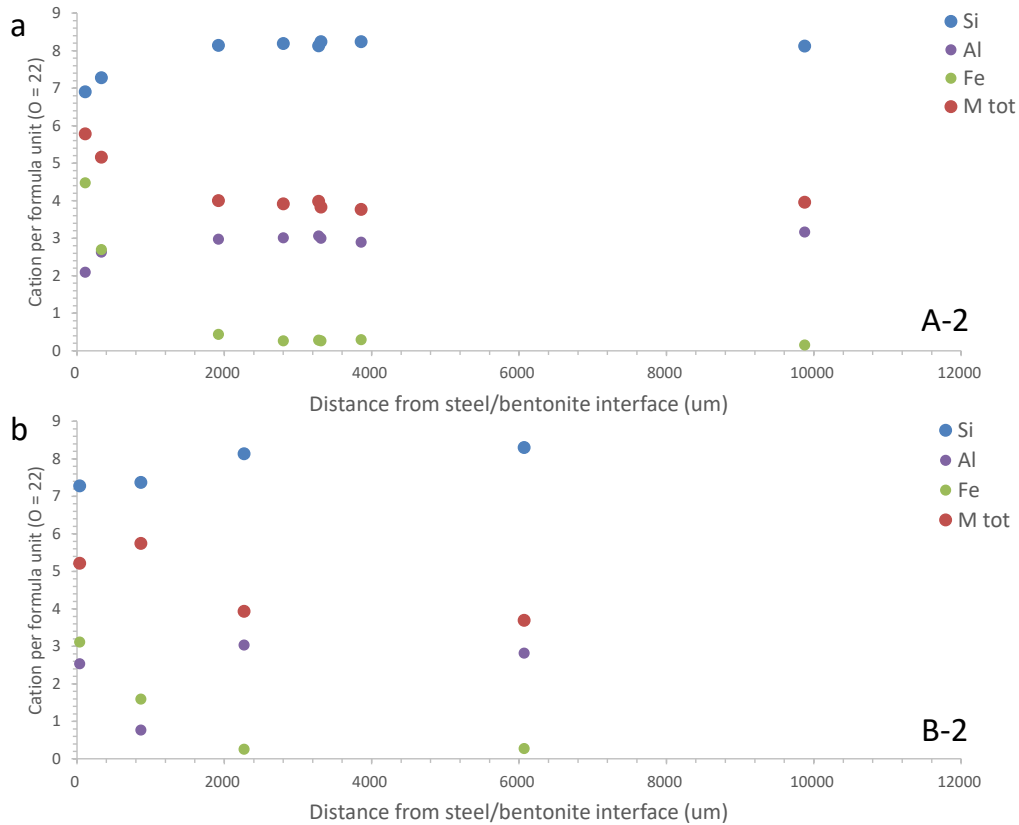 a
9
8
7
6
5
4
3
2
1
0
Cation per formula unit (O = 22)
Si
Al
Fe
M tot
A-2
0 2000 4000 6000 8000 10000 12000
Distance from steel/bentonite interface (um)
b
9
8
7
6
5
4
3
2
1
0
Cation per formula unit (O = 22)
Si
Al
Fe
M tot
B-2
0 2000 4000 6000 8000 10000 12000
Distance from steel/bentonite interface (um)